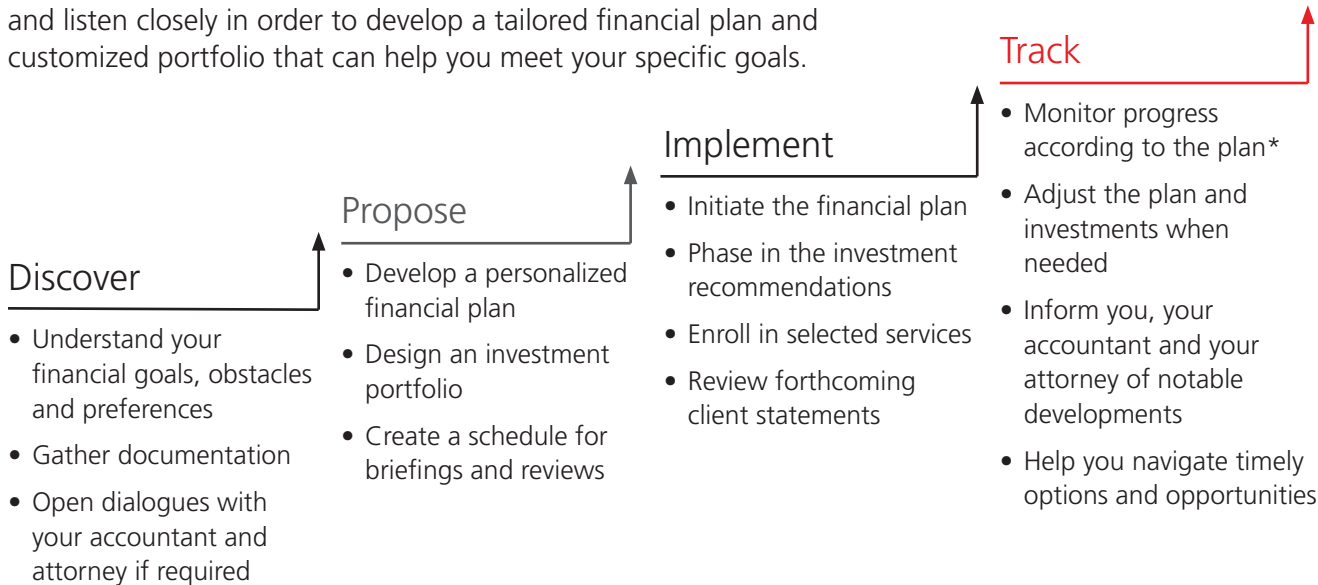 and listen closely in order to develop a tailored financial plan and
customized portfolio that can help you meet your specific goals.
Discover
• Understand your
financial goals, obstacles
and preferences
• Gather documentation
• Open dialogues with
your accountant and
attorney if required
Propose
• Develop a personalized
financial plan
• Design an investment
portfolio
• Create a schedule for
briefings and reviews
Implement
• Initiate the financial plan
• Phase in the investment
recommendations
• Enroll in selected services
• Review forthcoming
client statements
Track
• Monitor progress
according to the plan*
• Adjust the plan and
investments when
needed
• Inform you, your
accountant and your
attorney of notable
developments
• Help you navigate timely
options and opportunities